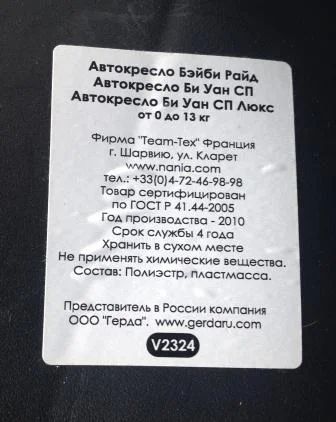 Автокресло Бэйби Райд
Автокресло Би Уан СП
Автокресло Би Уан СП Люкс
от 0 до 13 кг
Фирма "Team-Tex" Франция
г. Шарвию, ул. Кларет
www.nania.com
тел.: +33(0)4-72-46-98-98
Товар сертифицирован
по ГОСТ Р 41.44-2005
Год производства - 2010
Срок службы 4 года
Хранить в сухом месте
Не применять химические вещества.
Состав: Полиэстр, пластмасса.
Представитель в России компания
ООО "Герда". www.gerdaru.com
V2324